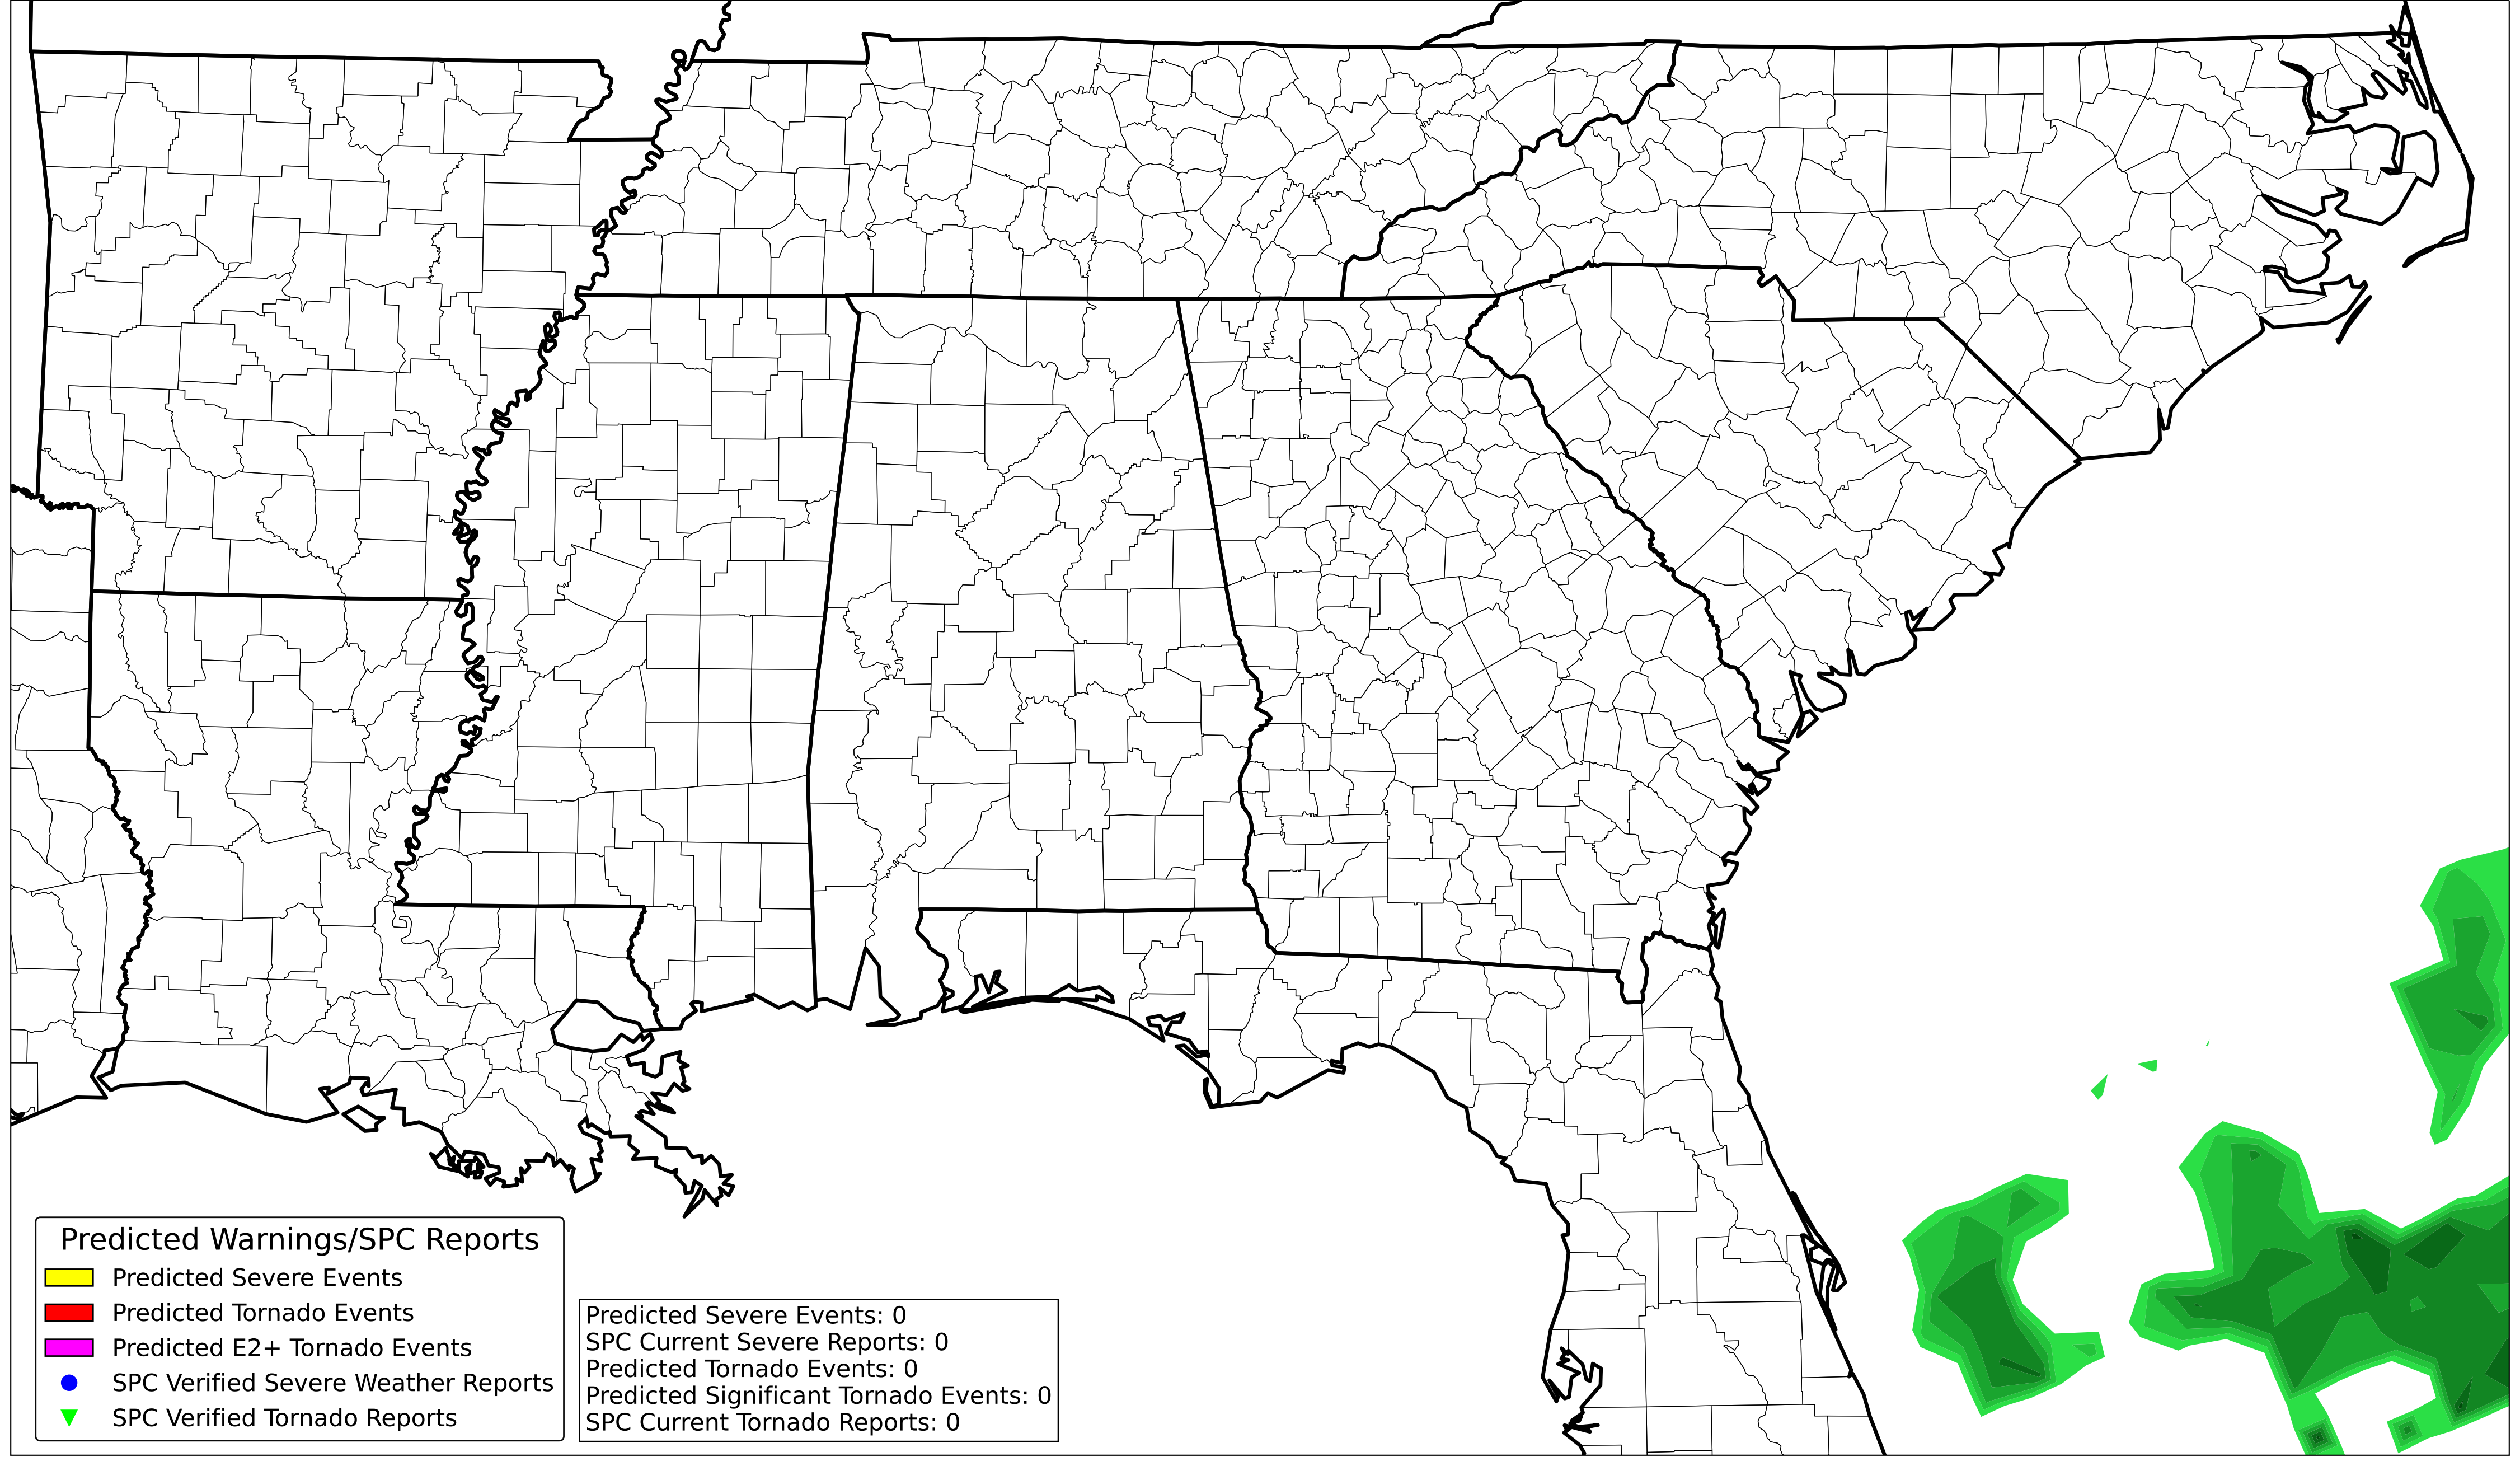 Predicted Warnings/SPC Reports
Predicted Severe Events
Predicted Tornado Events
Predicted E2+ Tornado Events
SPC Verified Severe Weather Reports
SPC Verified Tornado Reports
Predicted Severe Events: 0
SPC Current Severe Reports: 0
Predicted Tornado Events: 0
Predicted Significant Tornado Events: 0
SPC Current Tornado Reports: 0